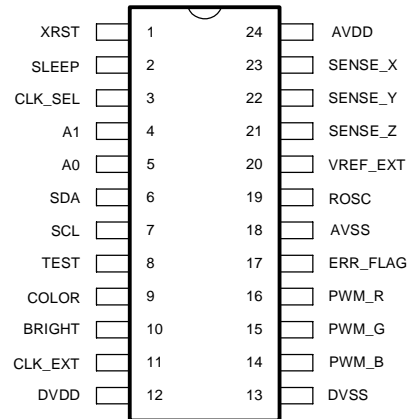 XRST 1 24 AVDD
SLEEP 2 23 SENSE_X
CLK_SEL 3 22 SENSE_Y
A1 4 21 SENSE_Z
A0 5 20 VREF_EXT
SDA 6 19 ROSC
SCL 7 18 AVSS
TEST 8 17 ERR_FLAG
COLOR 9 16 PWM_R
BRIGHT 10 15 PWM_G
CLK_EXT 11 14 PWM_B
DVDD 12 13 DVSS